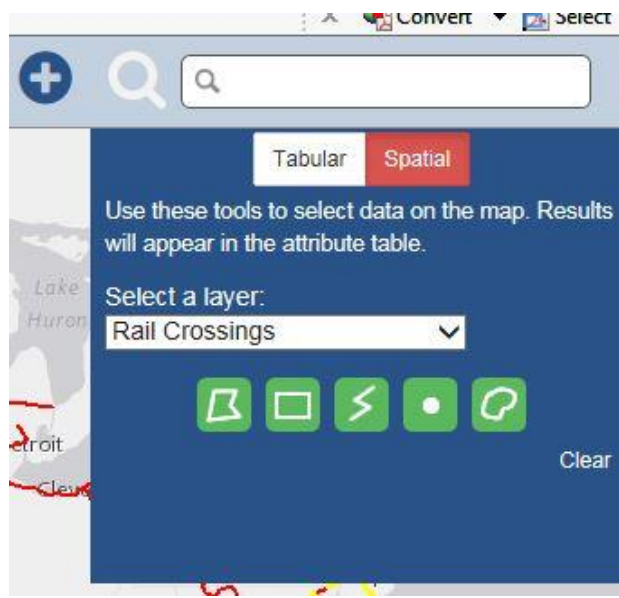 Convert
Select
Tabular
Spatial
Use these tools to select data on the map. Results
will appear in the attribute table.
Lake
Huron
Select a layer:
Rail Crossings
etroit
Clear
Cleve